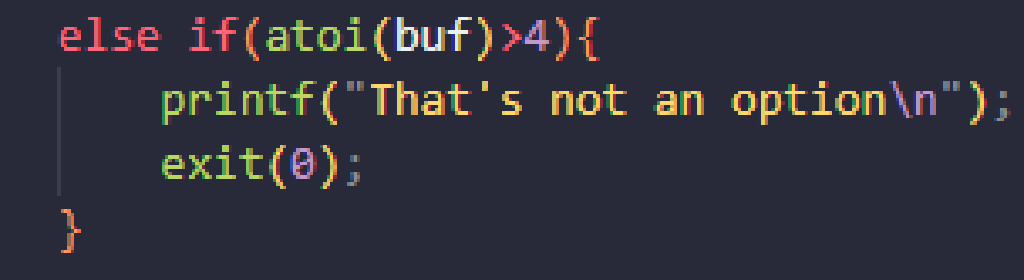 else if(atoi(buf)>4){
    printf("That's not an option\n");
    exit(0);
}